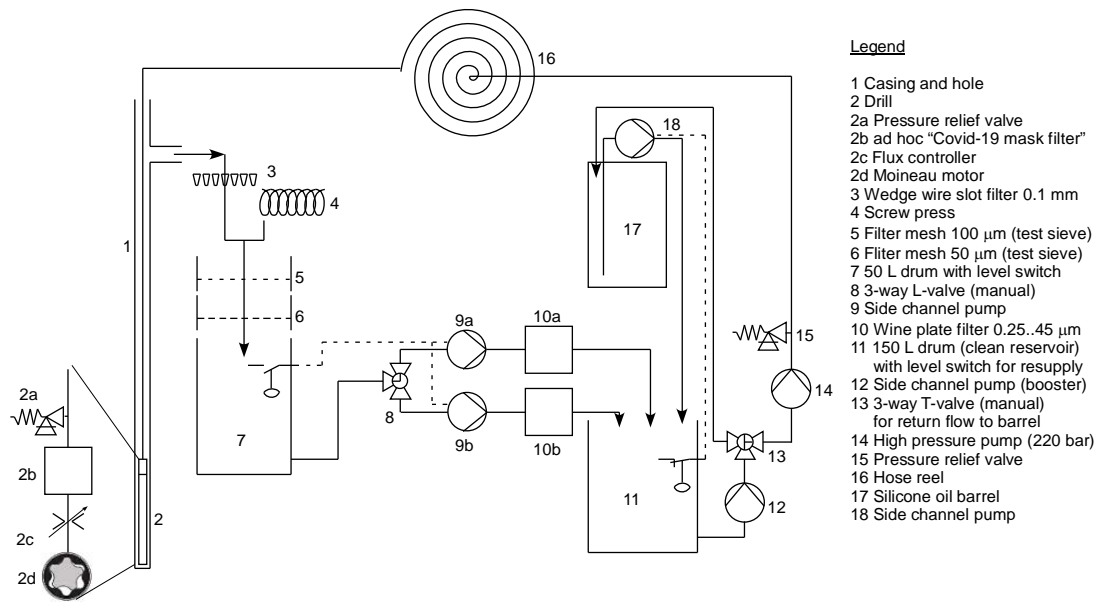 16
Legend
1 Casing and hole
2 Drill
2a Pressure relief valve
2b ad hoc “Covid-19 mask filter”
2c Flux controller
2d Moineau motor
3 Wedge wire slot filter 0.1 mm
4 Screw press
5 Filter mesh 100 μm (test sieve)
6 Fliter mesh 50 μm (test sieve)
7 50 L drum with level switch
8 3-way L-valve (manual)
9 Side channel pump
10 Wine plate filter 0.25..45 μm
11 150 L drum (clean reservoir)
with level switch for resupply
12 Side channel pump (booster)
13 3-way T-valve (manual)
for return flow to barrel
14 High pressure pump (220 bar)
15 Pressure relief valve
16 Hose reel
17 Silicone oil barrel
18 Side channel pump
18
3
4
1
17
5
6
9a
10a
15
14
2a
8
7
9b
10b
13
2b
11
12
2
2c
2d